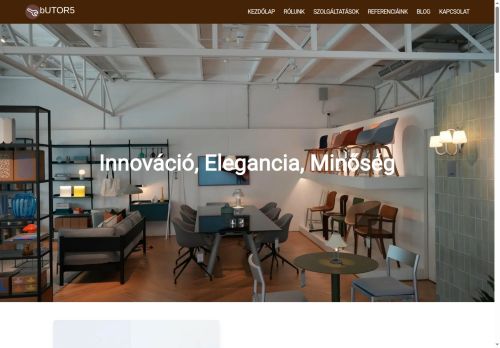 bUTOR5
KEZDŐLAP RÓLUNK SZOLGÁLTATÁSOK REFERENCIÁINK BLOG KAPCSOLAT
Innováció, Elegancia, Minőség